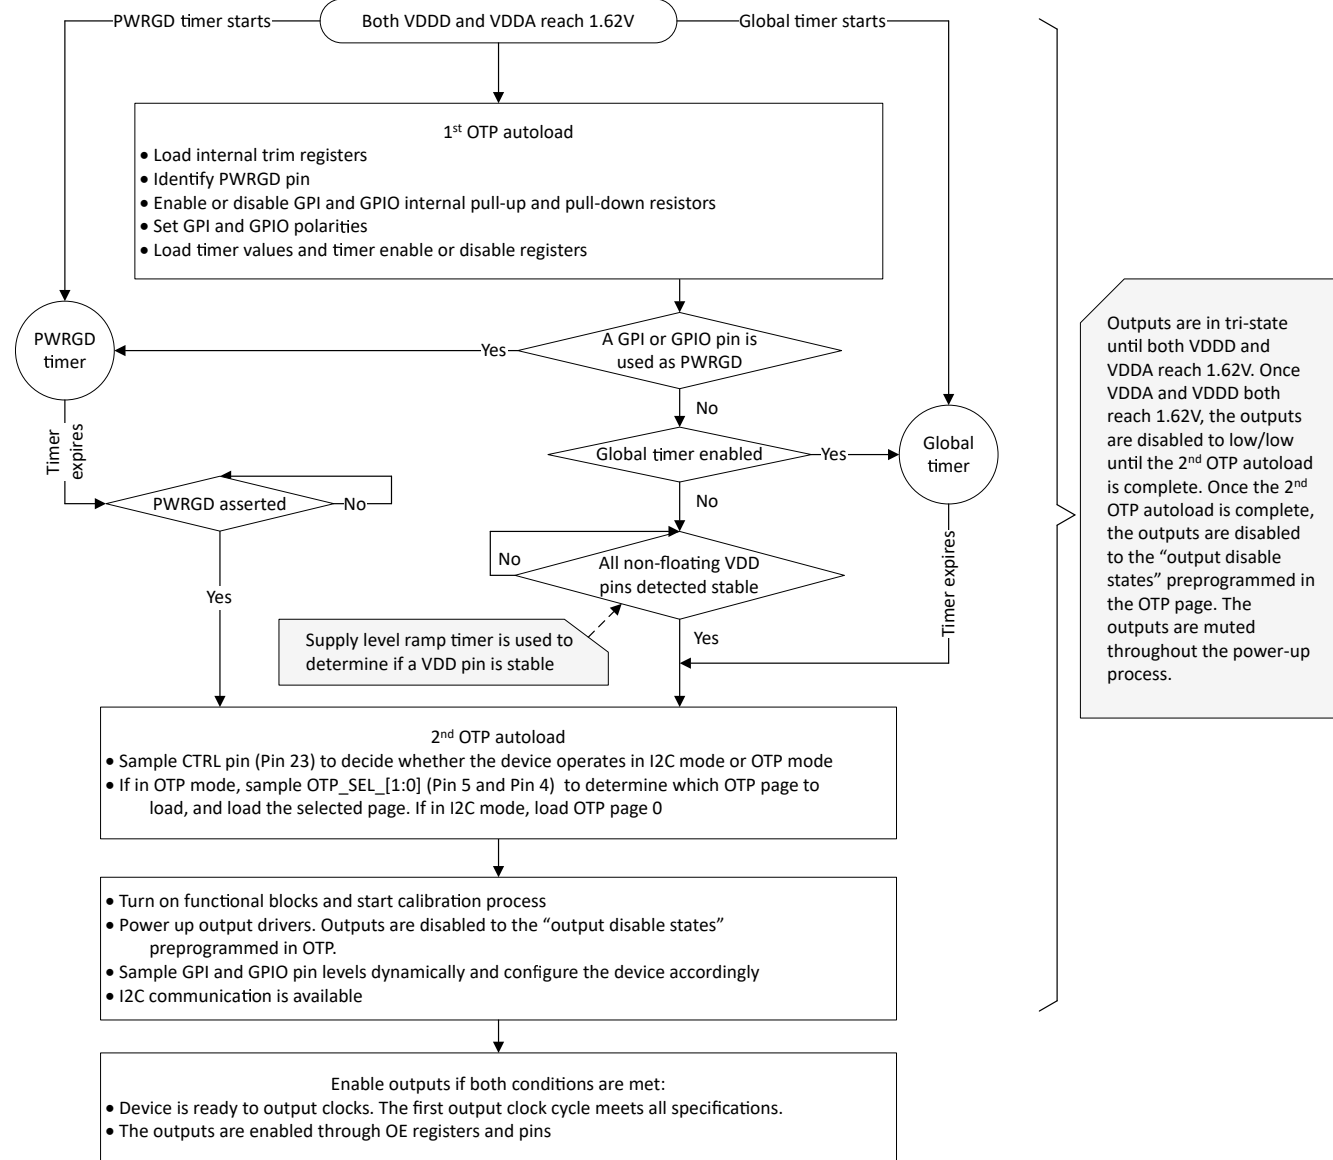 PWRGD timer starts
Both VDDD and VDDA reach 1.62V
Global timer starts
1st OTP autoload
• Load internal trim registers
• Identify PWRGD pin
• Enable or disable GPI and GPIO internal pull-up and pull-down resistors
• Set GPI and GPIO polarities
• Load timer values and timer enable or disable registers
PWRGD
timer
Yes
A GPI or GPIO pin is
used as PWRGD
No
Timer
expires
Global timer enabled
Yes
Global
timer
No
PWRGD asserted
No
No
All non-floating VDD
pins detected stable
Timer expires
Yes
Supply level ramp timer is used to
determine if a VDD pin is stable
Yes
2nd OTP autoload
• Sample CTRL pin (Pin 23) to decide whether the device operates in I2C mode or OTP mode
• If in OTP mode, sample OTP_SEL_[1:0] (Pin 5 and Pin 4) to determine which OTP page to
load, and load the selected page. If in I2C mode, load OTP page 0
• Turn on functional blocks and start calibration process
• Power up output drivers. Outputs are disabled to the “output disable states”
preprogrammed in OTP.
• Sample GPI and GPIO pin levels dynamically and configure the device accordingly
• I2C communication is available
Enable outputs if both conditions are met:
• Device is ready to output clocks. The first output clock cycle meets all specifications.
• The outputs are enabled through OE registers and pins
Outputs are in tri-state
until both VDDD and
VDDA reach 1.62V. Once
VDDA and VDDD both
reach 1.62V, the outputs
are disabled to low/low
until the 2nd OTP autoload
is complete. Once the 2nd
OTP autoload is complete,
the outputs are disabled
to the “output disable
states” preprogrammed in
the OTP page. The
outputs are muted
throughout the power-up
process.